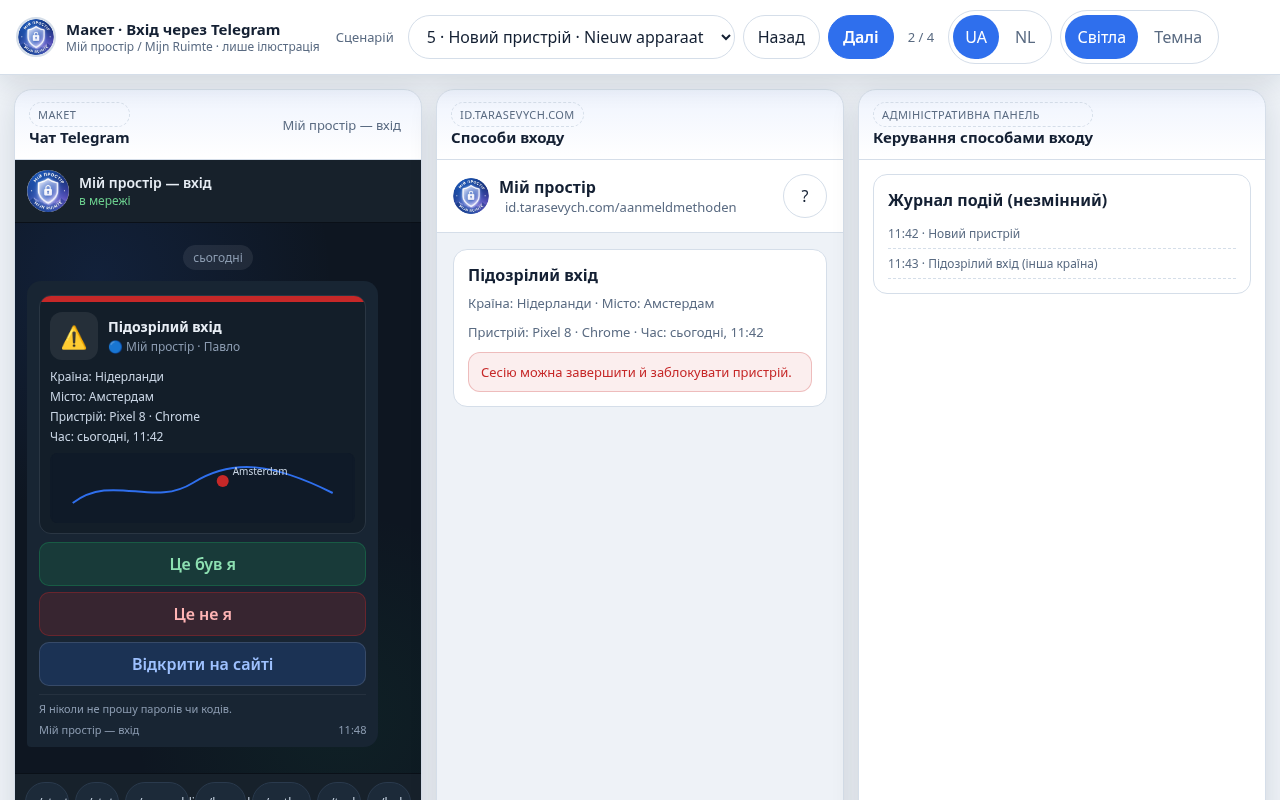 Макет · Вхід через Telegram
Мій простір / Mijn Ruimte · лише ілюстрація
Сценарій
5 · Новий пристрій · Nieuw apparaat
Назад
Далі
2 / 4
UA
NL
Світла
Темна
МАКЕТ
Чат Telegram
Мій простір — вхід
Мій простір — вхід
в мережі
сьогодні
Підозрілий вхід
Мій простір · Павло
Країна: Нідерланди
Місто: Амстердам
Пристрій: Pixel 8 · Chrome
Час: сьогодні, 11:42
Amsterdam
Це був я
Це не я
Відкрити на сайті
Я ніколи не прошу паролів чи кодів.
Мій простір — вхід
11:48
ID.TARASEVYCH.COM
Способи входу
Мій простір
id.tarasevych.com/aanmeldmethoden
?
Підозрілий вхід
Країна: Нідерланди · Місто: Амстердам
Пристрій: Pixel 8 · Chrome · Час: сьогодні, 11:42
Сесію можна завершити й заблокувати пристрій.
АДМІНІСТРАТИВНА ПАНЕЛЬ
Керування способами входу
Журнал подій (незмінний)
11:42 · Новий пристрій
11:43 · Підозрілий вхід (інша країна)